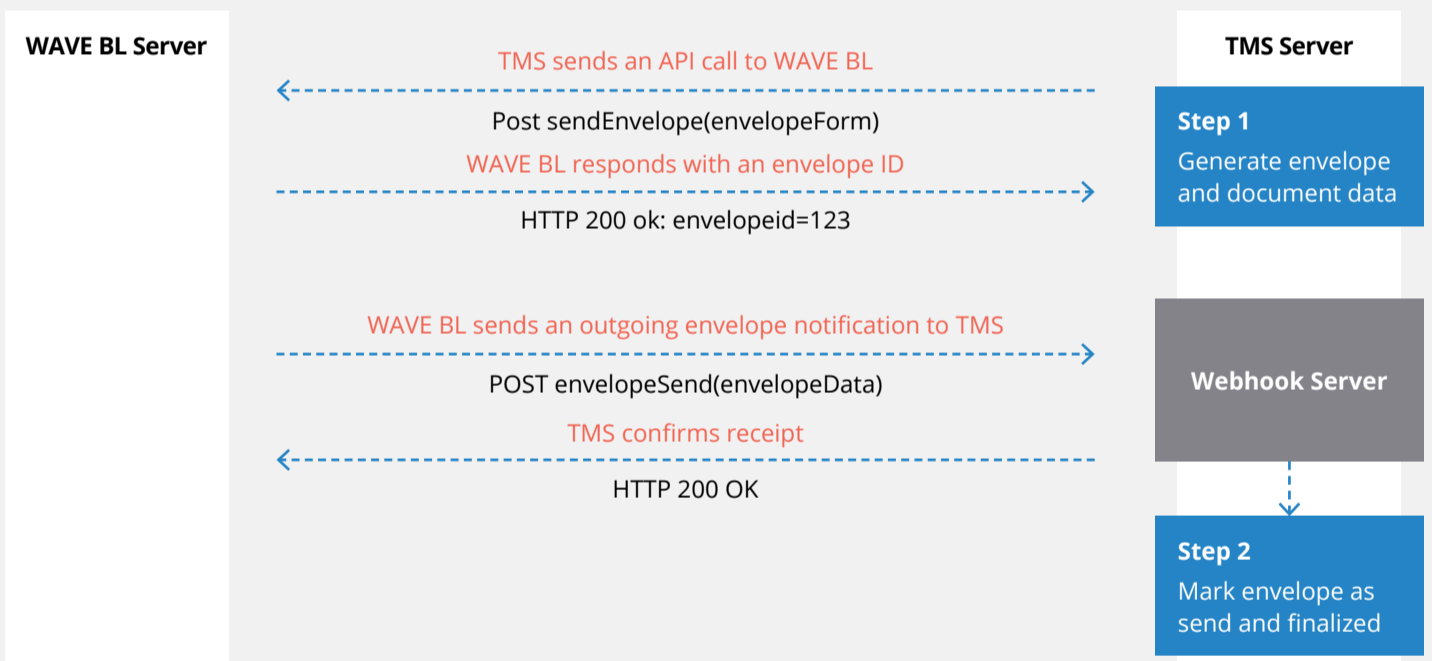 WAVE BL Server
TMS Server
TMS sends an API call to WAVE BL
Post sendEnvelope(envelopeForm)
WAVE BL responds with an envelope ID
HTTP 200 ok: envelopeid=123
Step 1
Generate envelope
and document data
WAVE BL sends an outgoing envelope notification to TMS
POST envelopeSend(envelopeData)
TMS confirms receipt
HTTP 200 OK
Webhook Server
Step 2
Mark envelope as
send and finalized